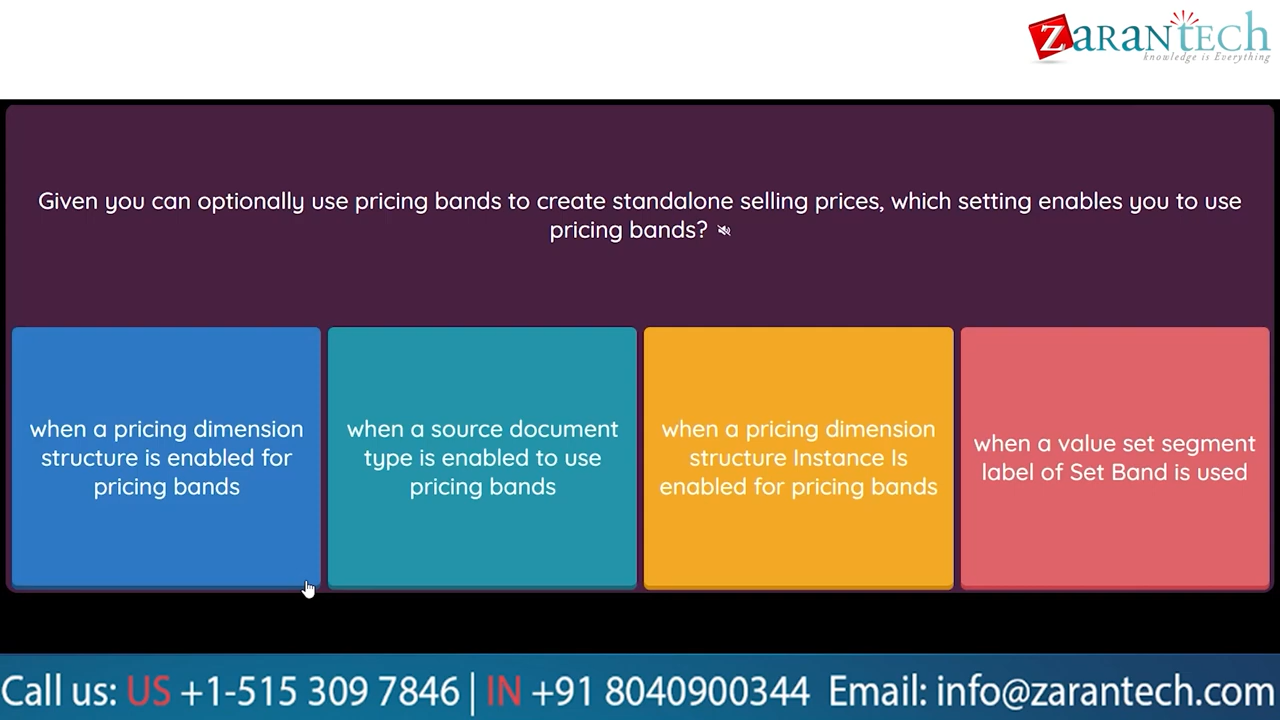 ZARANTECH
knowledge is Everything
Given you can optionally use pricing bands to create standalone selling prices, which setting enables you to use
pricing bands?
when a pricing dimension
structure is enabled for
pricing bands
when a source document
type is enabled to use
pricing bands
when a pricing dimension
structure Instance Is
enabled for pricing bands
when a value set segment
label of Set Band is used
Call us: US +1-515 309 7846 | IN +91 8040900344 Email: info@zarantech.com